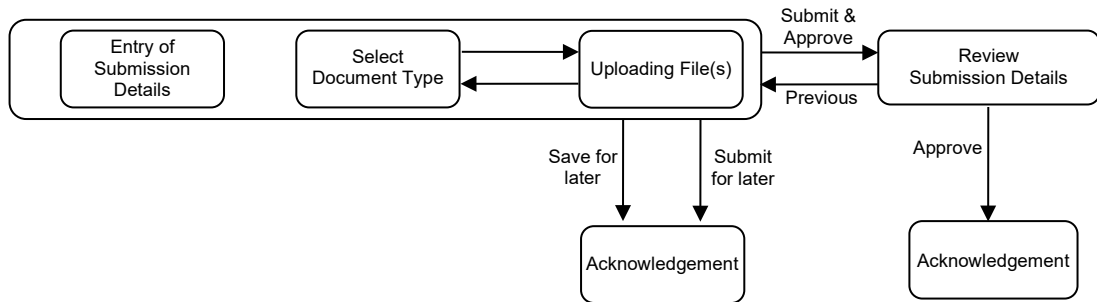 Entry of
Submission
Details
Select
Document Type
Uploading File(s)
Submit &
Approve
Previous
Review
Submission Details
Save for
later
Submit
for later
Approve
Acknowledgement
Acknowledgement